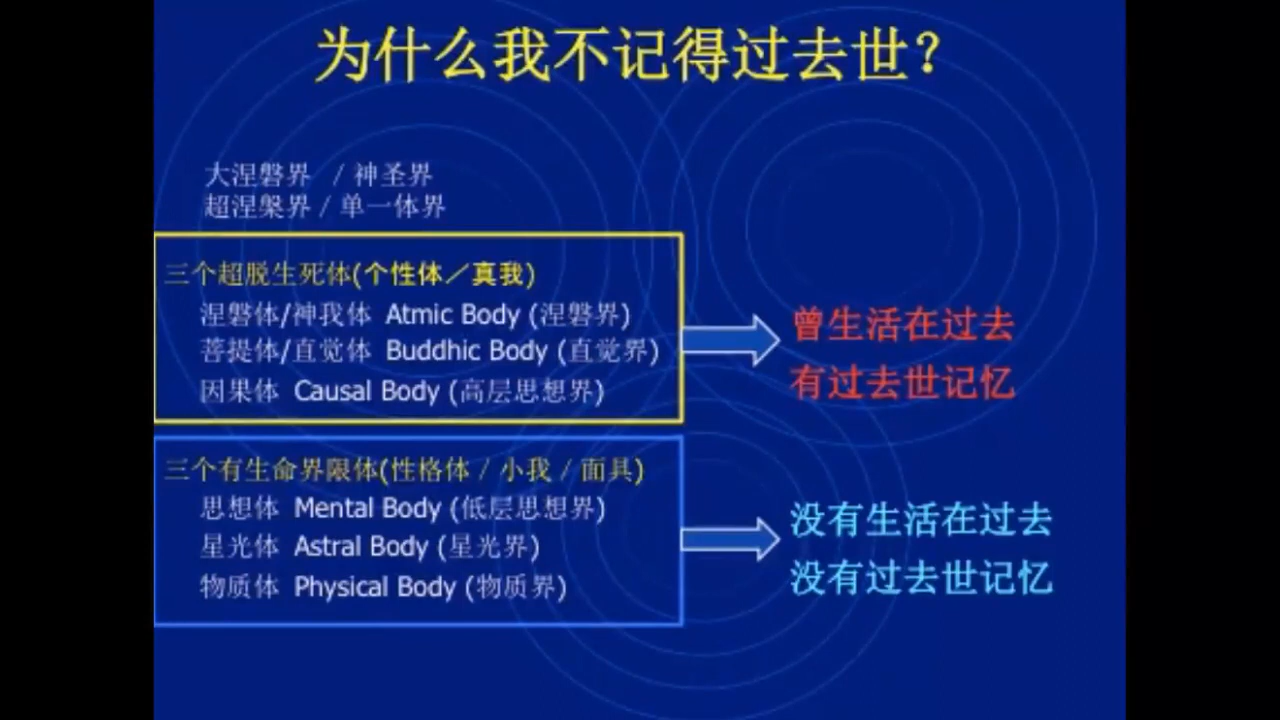 为什么我不记得过去世？
大涅磐界 / 神圣界
超涅槃界 / 单一体界
三个超脱生死体(个性体／真我)
涅磐体/神我体 Atmic Body (涅磐界)
菩提体/直觉体 Buddhic Body (直觉界)
因果体 Causal Body (高层思想界)
曾生活在过去
有过去世记忆
三个有生命界限体(性格体 / 小我 / 面具)
思想体 Mental Body (低层思想界)
星光体 Astral Body (星光界)
物质体 Physical Body (物质界)
没有生活在过去
没有过去世记忆